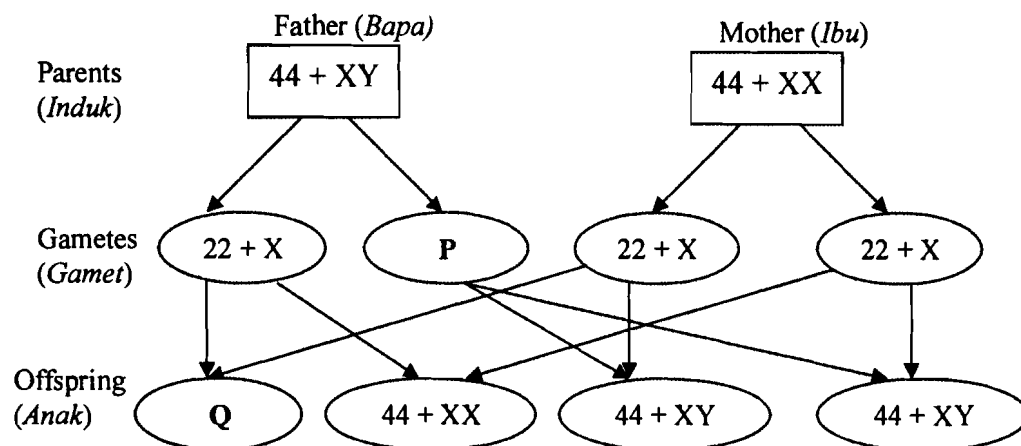 Father (Bapa)
Mother (Ibu)
Parents
(Induk)
44 + XY
44 + XX
Gametes
(Gamet)
22 + X
P
22 + X
22 + X
Offspring
(Anak)
Q
44 + XX
44 + XY
44 + XY